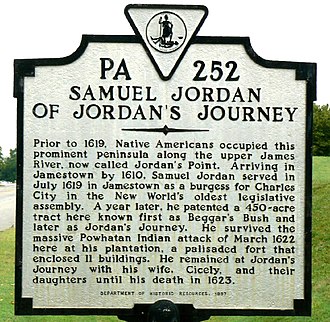 PA 252
SAMUEL JORDAN
OF JORDAN'S JOURNEY
Prior to 1619, Native Americans occupied this
prominent peninsula along the upper James
River, now called Jordan's Point. Arriving in
Jamestown by 1610, Samuel Jordan served in
July 1619 in Jamestown as a burgess for Charles
City in the New World's oldest legislative
assembly. A year later, he patented a 450-acre
tract here known first as Beggar's Bush and
later as Jordan's Journey. He survived the
massive Powhatan Indian attack of March 1622
here at his plantation, a palisaded fort that
enclosed 11 buildings. He remained at Jordan's
Journey with his wife, Cicely, and their
daughters until his death in 1623.
DEPARTMENT OF HISTORIC RESOURCES, 1997